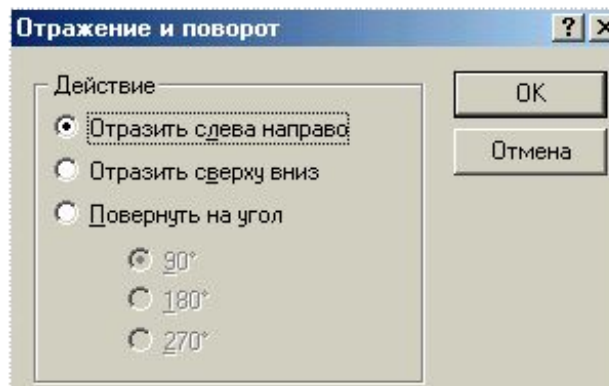 Отражение и поворот
Действие
Отразить слева направо
Отразить сверху вниз
Повернуть на угол
90°
180°
270°
OK
Отмена